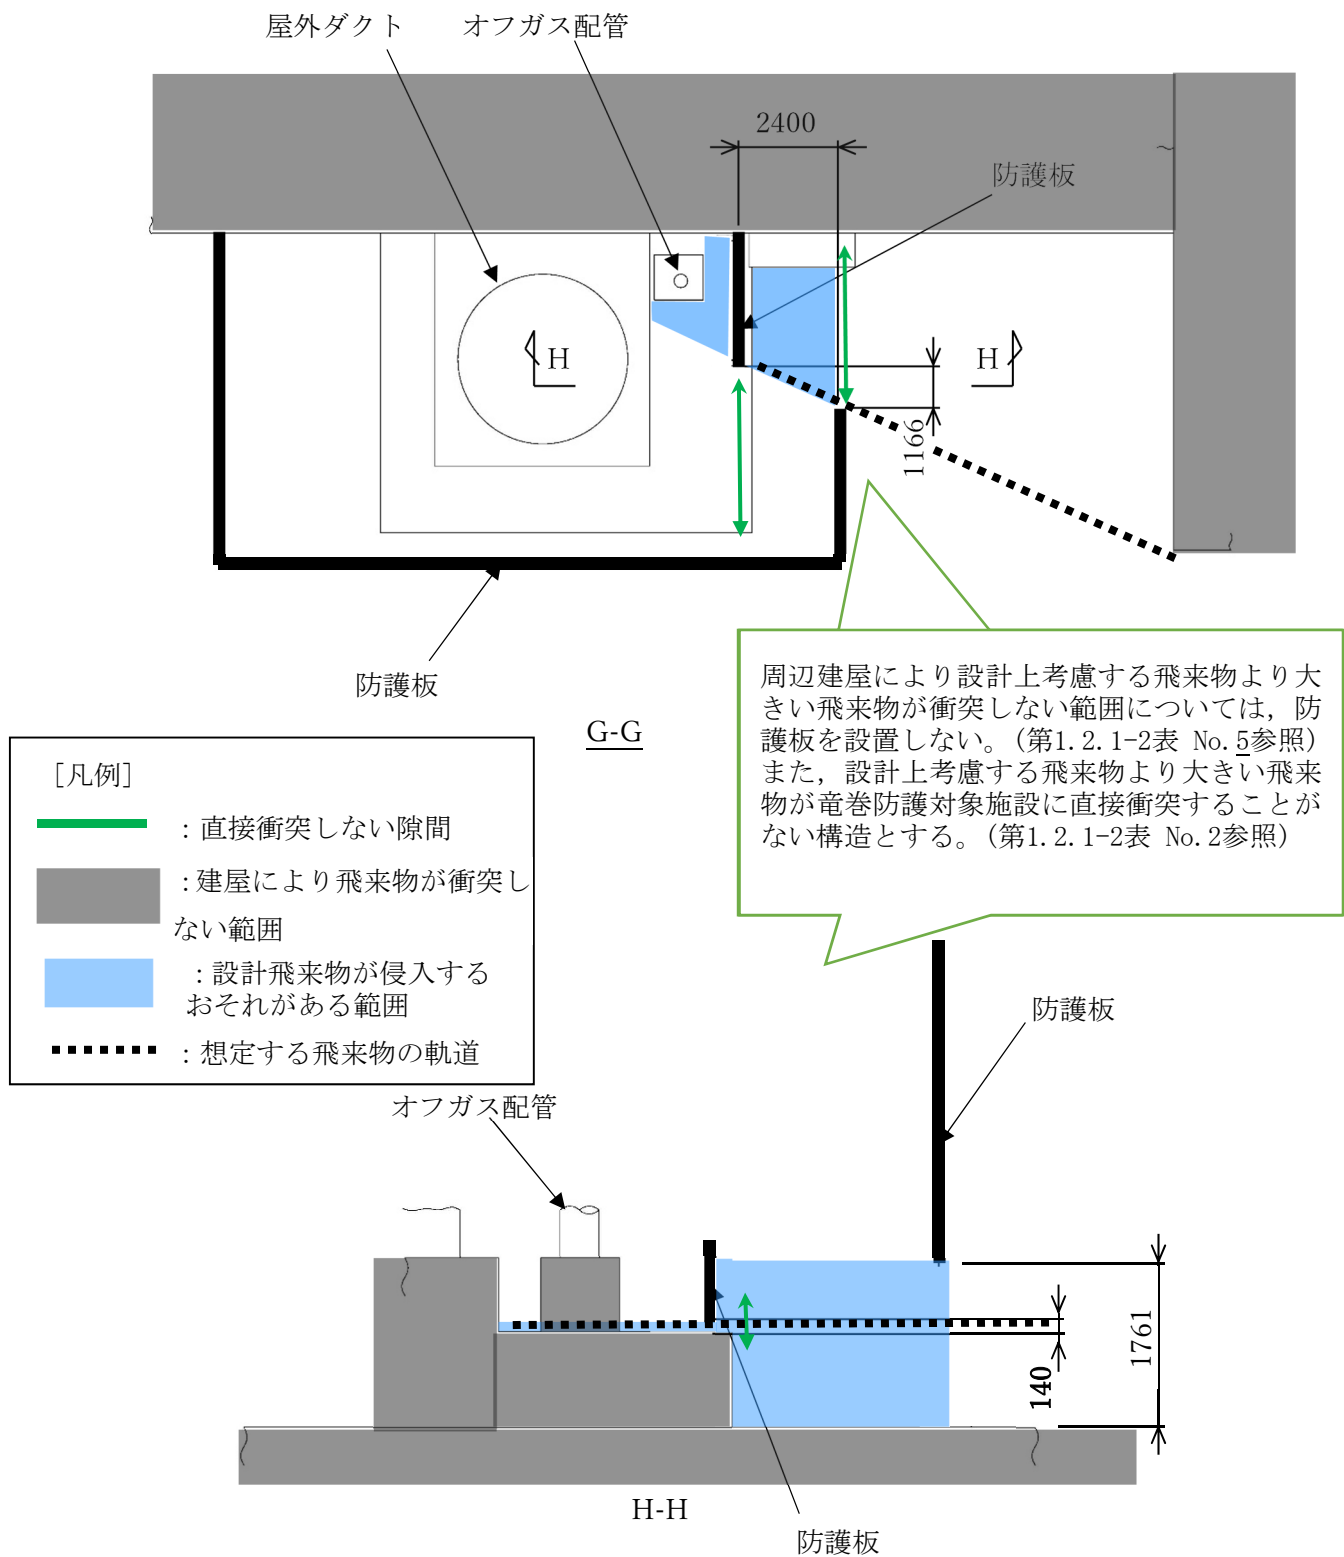 屋外ダクト
オフガス配管
2400
防護板
H
H
1166
防護板
G-G
周辺建屋により設計上考慮する飛来物より大
きい飛来物が衝突しない範囲については，防
護板を設置しない。（第1.2.1-2表 No.5参照）
また，設計上考慮する飛来物より大きい飛来
物が竜巻防護対象施設に直接衝突することが
ない構造とする。（第1.2.1-2表 No.2参照）
［凡例］
：直接衝突しない隙間
：建屋により飛来物が衝突し
ない範囲
：設計飛来物が侵入する
おそれがある範囲
：想定する飛来物の軌道
防護板
オフガス配管
1761
140
H-H
防護板